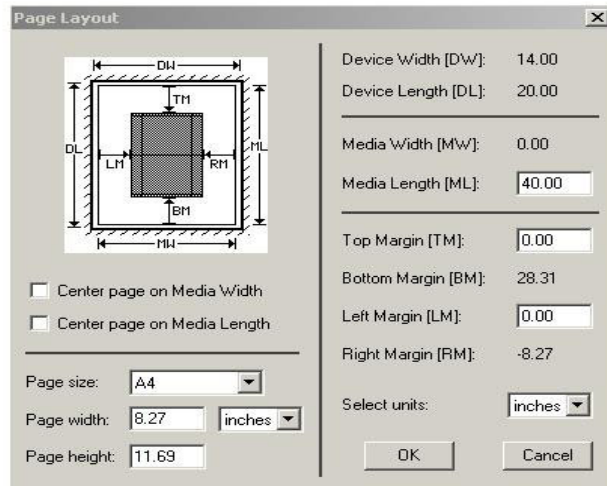 Page Layout
DW
TM
DL
ML
LM
RM
BM
MW
Center page on Media Width
Center page on Media Length
Page size: A4
Page width: 8.27 inches
Page height: 11.69
Device Width [DW]: 14.00
Device Length [DL]: 20.00
Media Width [MW]: 0.00
Media Length [ML]: 40.00
Top Margin [TM]: 0.00
Bottom Margin [BM]: 28.31
Left Margin [LM]: 0.00
Right Margin [RM]: -8.27
Select units: inches
OK Cancel